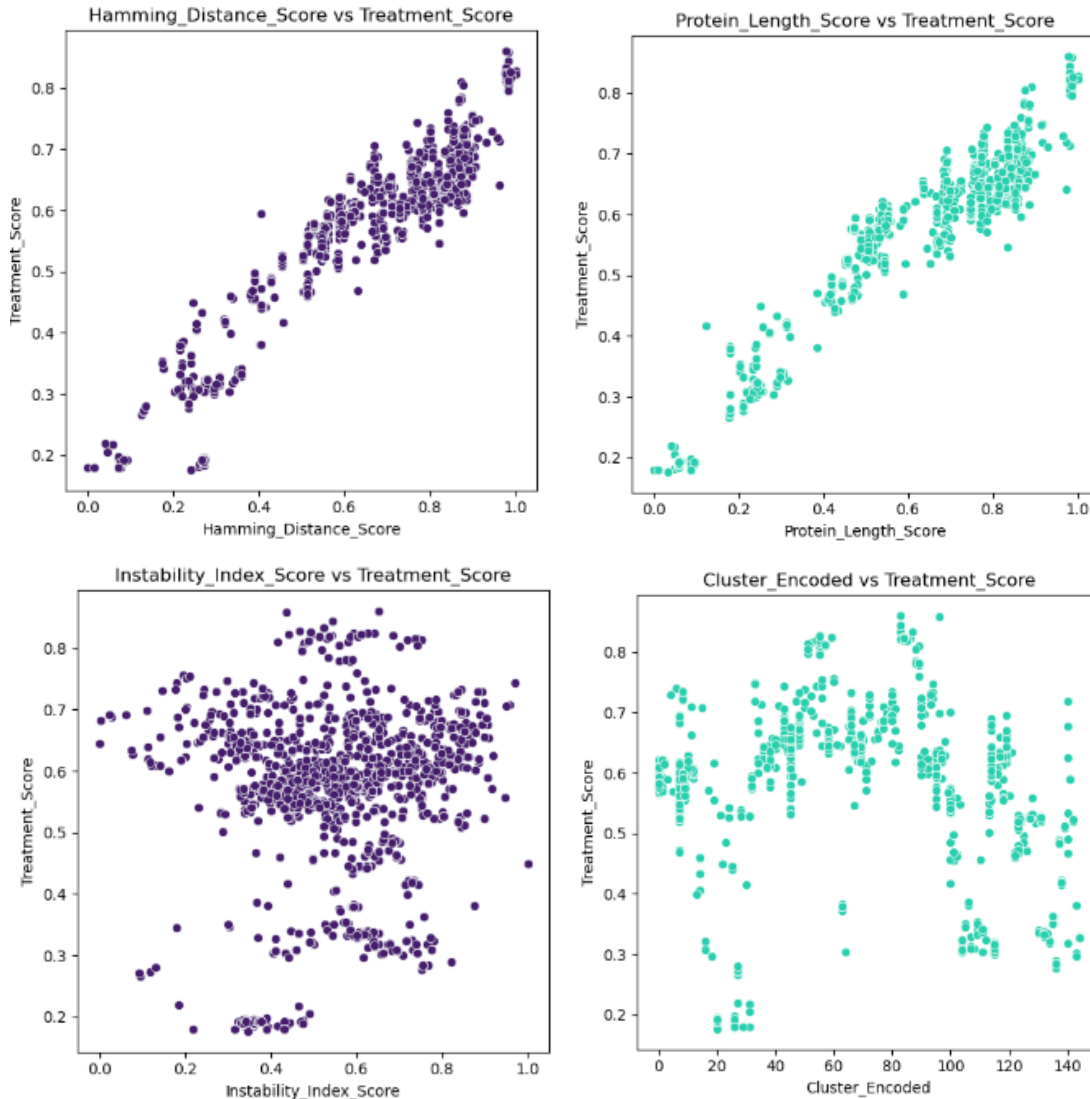 Hamming_Distance_Score vs Treatment_Score
Treatment_Score
0.8
0.7
0.6
0.5
0.4
0.3
0.2
0.0 0.2 0.4 0.6 0.8 1.0
Hamming_Distance_Score
Protein_Length_Score vs Treatment_Score
Treatment_Score
0.8
0.7
0.6
0.5
0.4
0.3
0.2
0.0 0.2 0.4 0.6 0.8 1.0
Protein_Length_Score
Instability_Index_Score vs Treatment_Score
Treatment_Score
0.8
0.7
0.6
0.5
0.4
0.3
0.2
0.0 0.2 0.4 0.6 0.8 1.0
Instability_Index_Score
Cluster_Encoded vs Treatment_Score
Treatment_Score
0.8
0.7
0.6
0.5
0.4
0.3
0.2
0 20 40 60 80 100 120 140
Cluster_Encoded